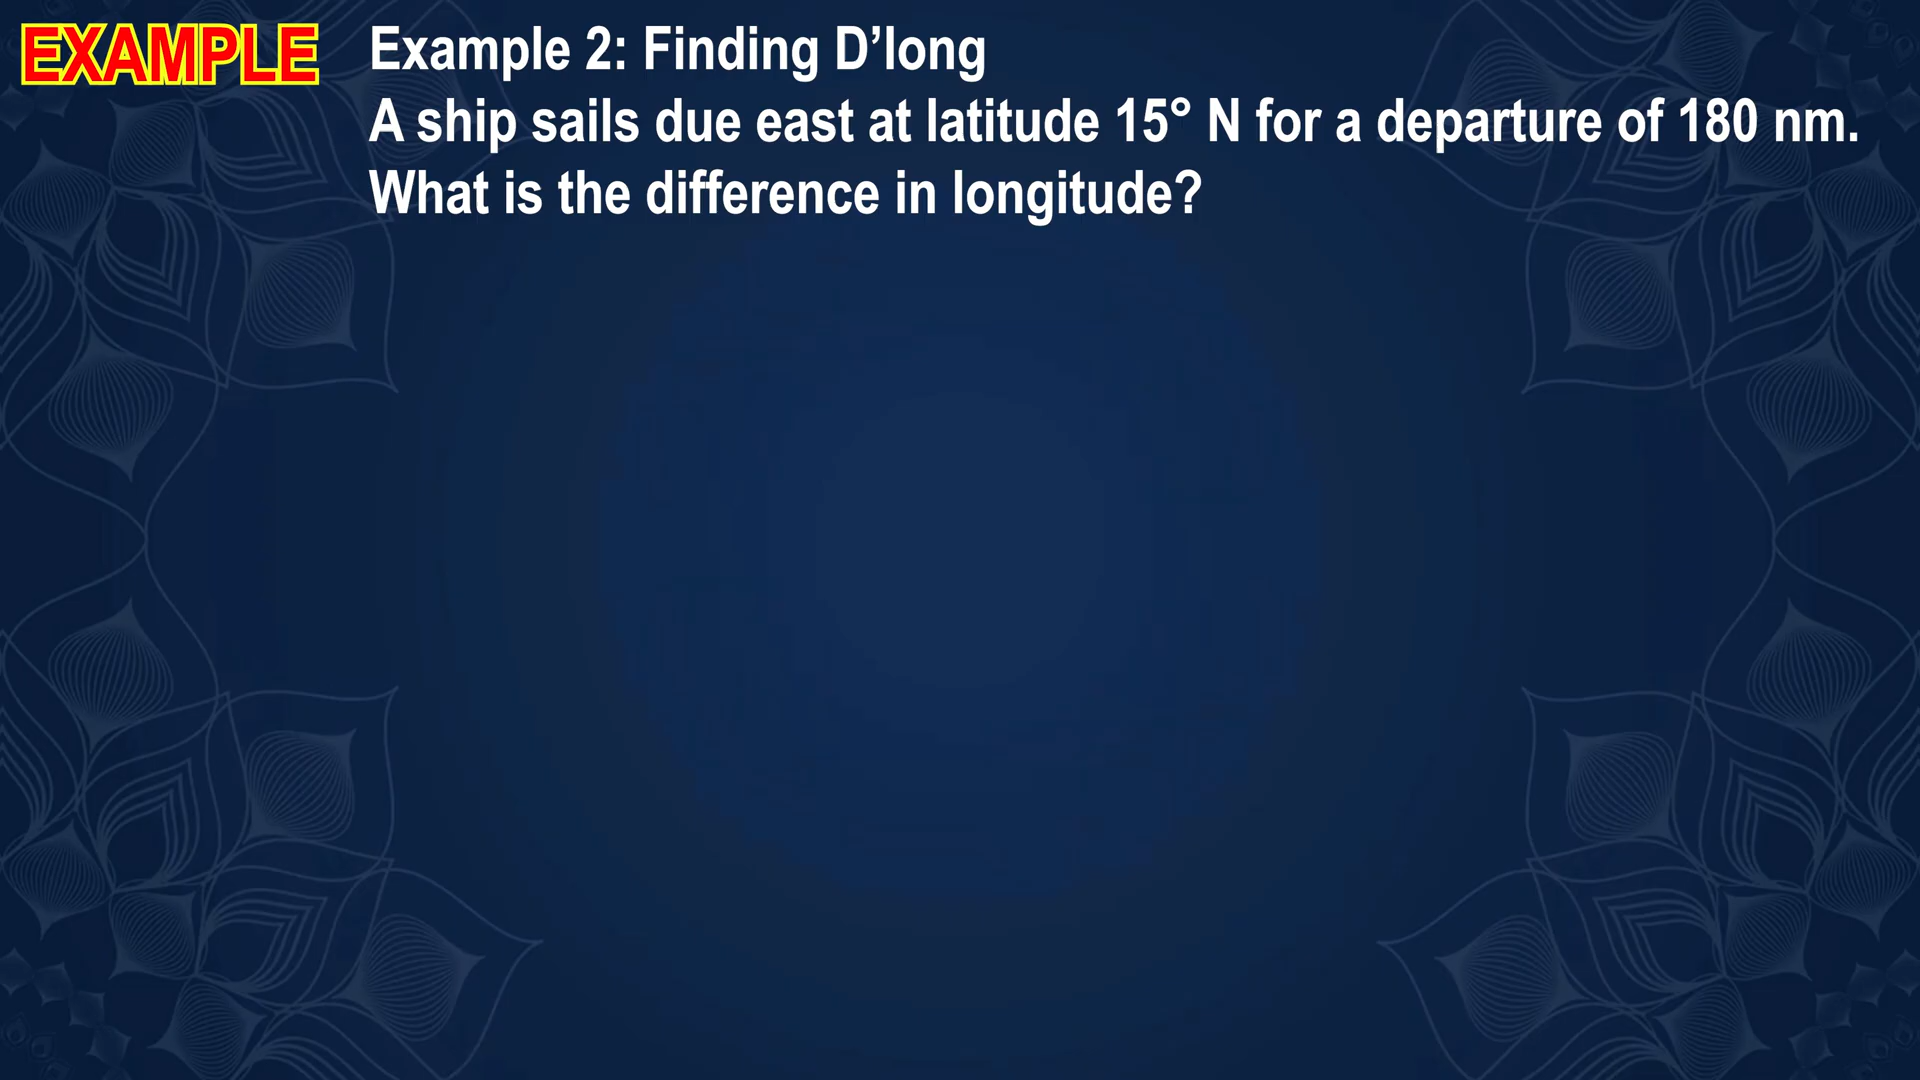 EXAMPLE
Example 2: Finding D’long
A ship sails due east at latitude 15° N for a departure of 180 nm.
What is the difference in longitude?